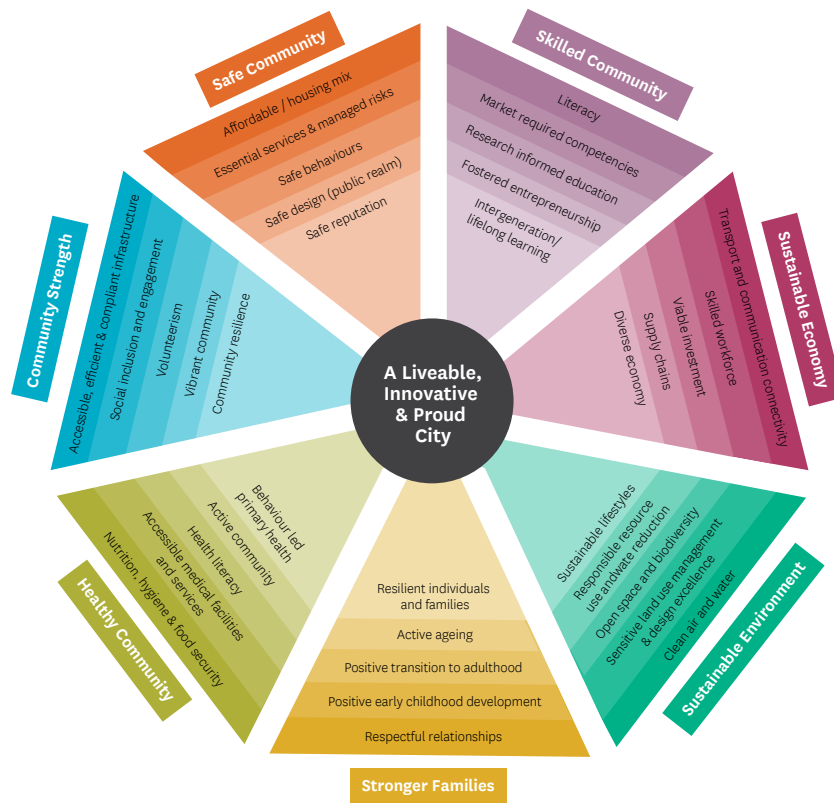 Safe Community
Affordable / housing mix
Essential services & managed risks
Safe behaviours
Safe design (public realm)
Safe reputation
Skilled Community
Literacy
Market required competencies
Research informed education
Fostered entrepreneurship
Intergeneration/
lifelong learning
Sustainable Economy
Transport and communication connectivity
Skilled workforce
Viable investment
Supply chains
Diverse economy
Sustainable Environment
Sustainable lifestyles
Responsible resource
use andwate reduction
Open space and biodiversity
Sensitive land use management
& design excellence
Clean air and water
Stronger Families
Resilient individuals
and families
Active ageing
Positive transition to adulthood
Positive early childhood development
Respectful relationships
Healthy Community
Behaviour led
primary health
Active community
Health literacy
Accessible medical facilities
and services
Nutrition, hygiene & food security
Community Strength
Accessible, efficient & compliant infrastructure
Social inclusion and engagement
Volunteerism
Vibrant community
Community resilience
A Liveable,
Innovative
& Proud
City